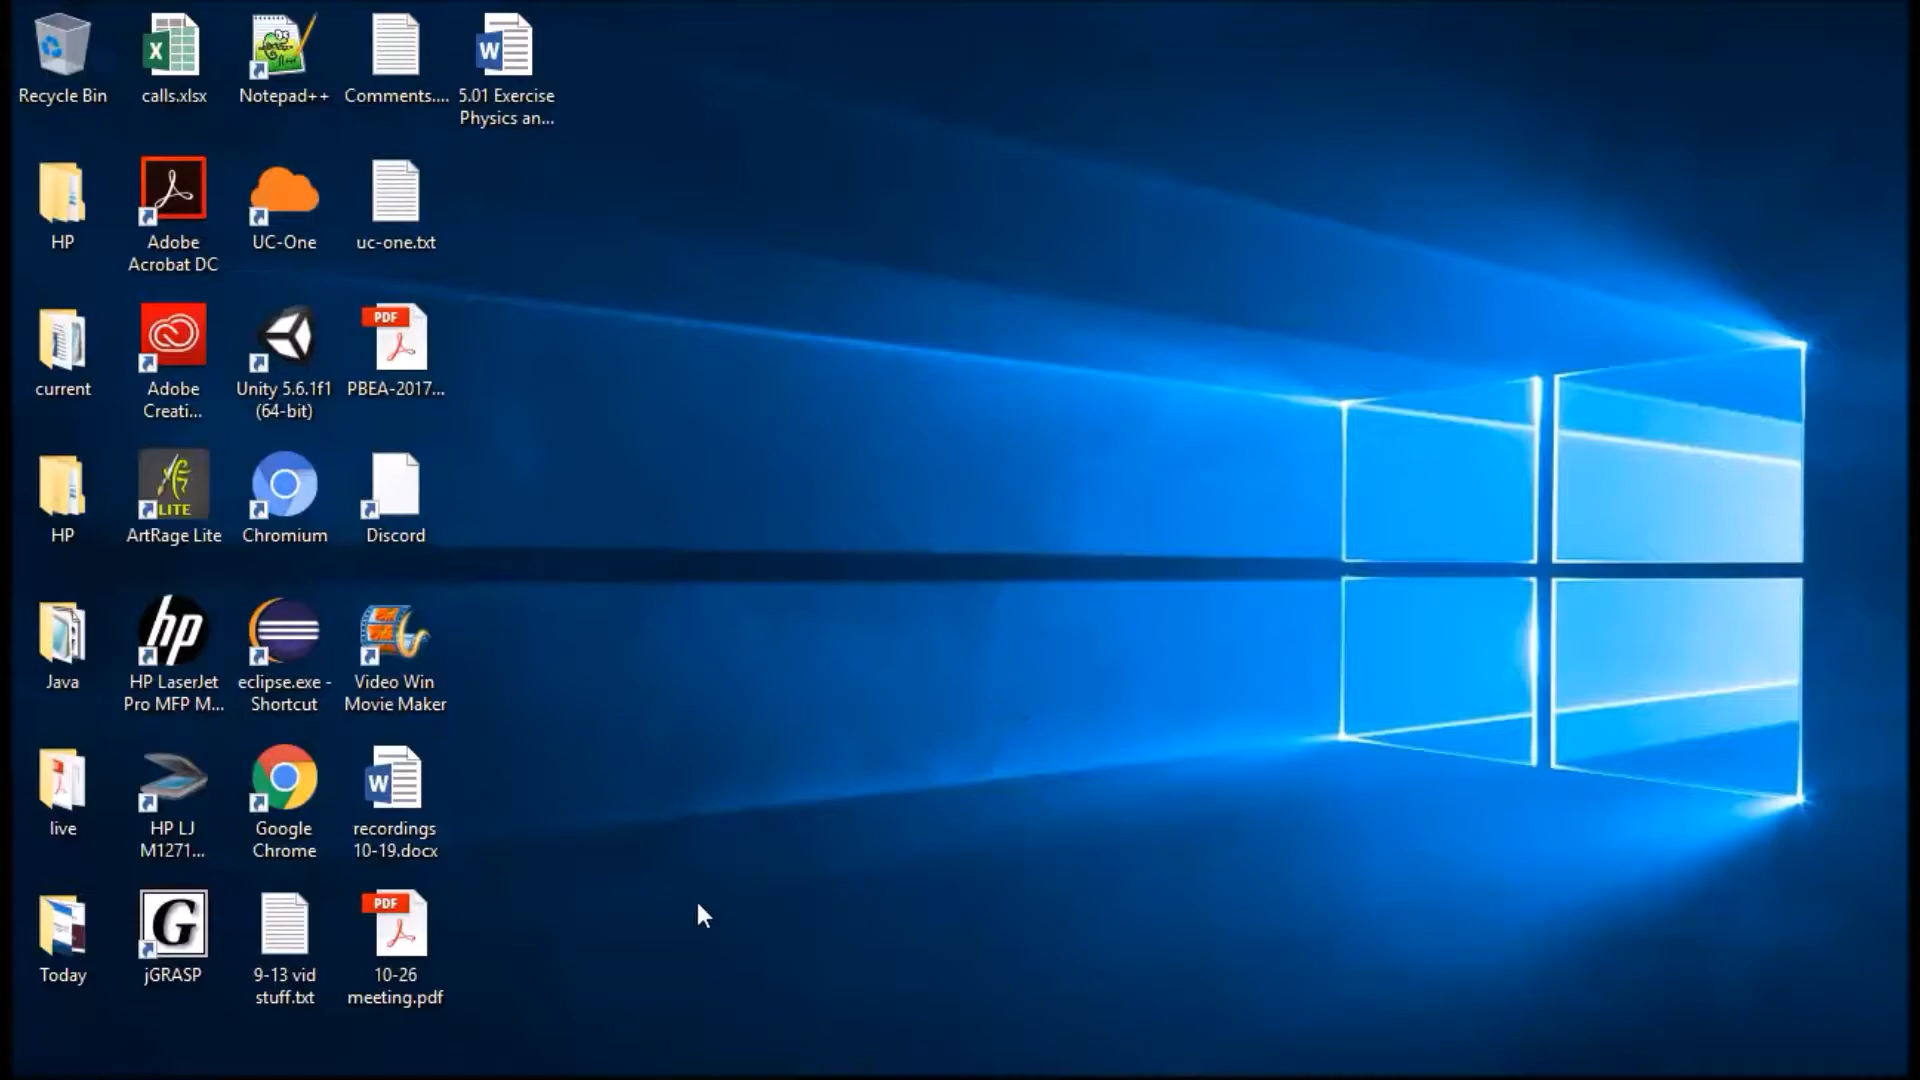 Recycle Bin
calls.xlsx
Notepad++
Comments....
5.01 Exercise
Physics an...
HP
Adobe
Acrobat DC
UC-One
uc-one.txt
current
Adobe
Creati...
Unity 5.6.1f1
(64-bit)
PDF
PBEA-2017...
HP
LITE
ArtRage Lite
Chromium
Discord
Java
hp
HP LaserJet
Pro MFP M...
eclipse.exe -
Shortcut
Video Win
Movie Maker
live
HP LJ
M1271...
Google
Chrome
W
recordings
10-19.docx
Today
G
jGRASP
9-13 vid
stuff.txt
PDF
10-26
meeting.pdf